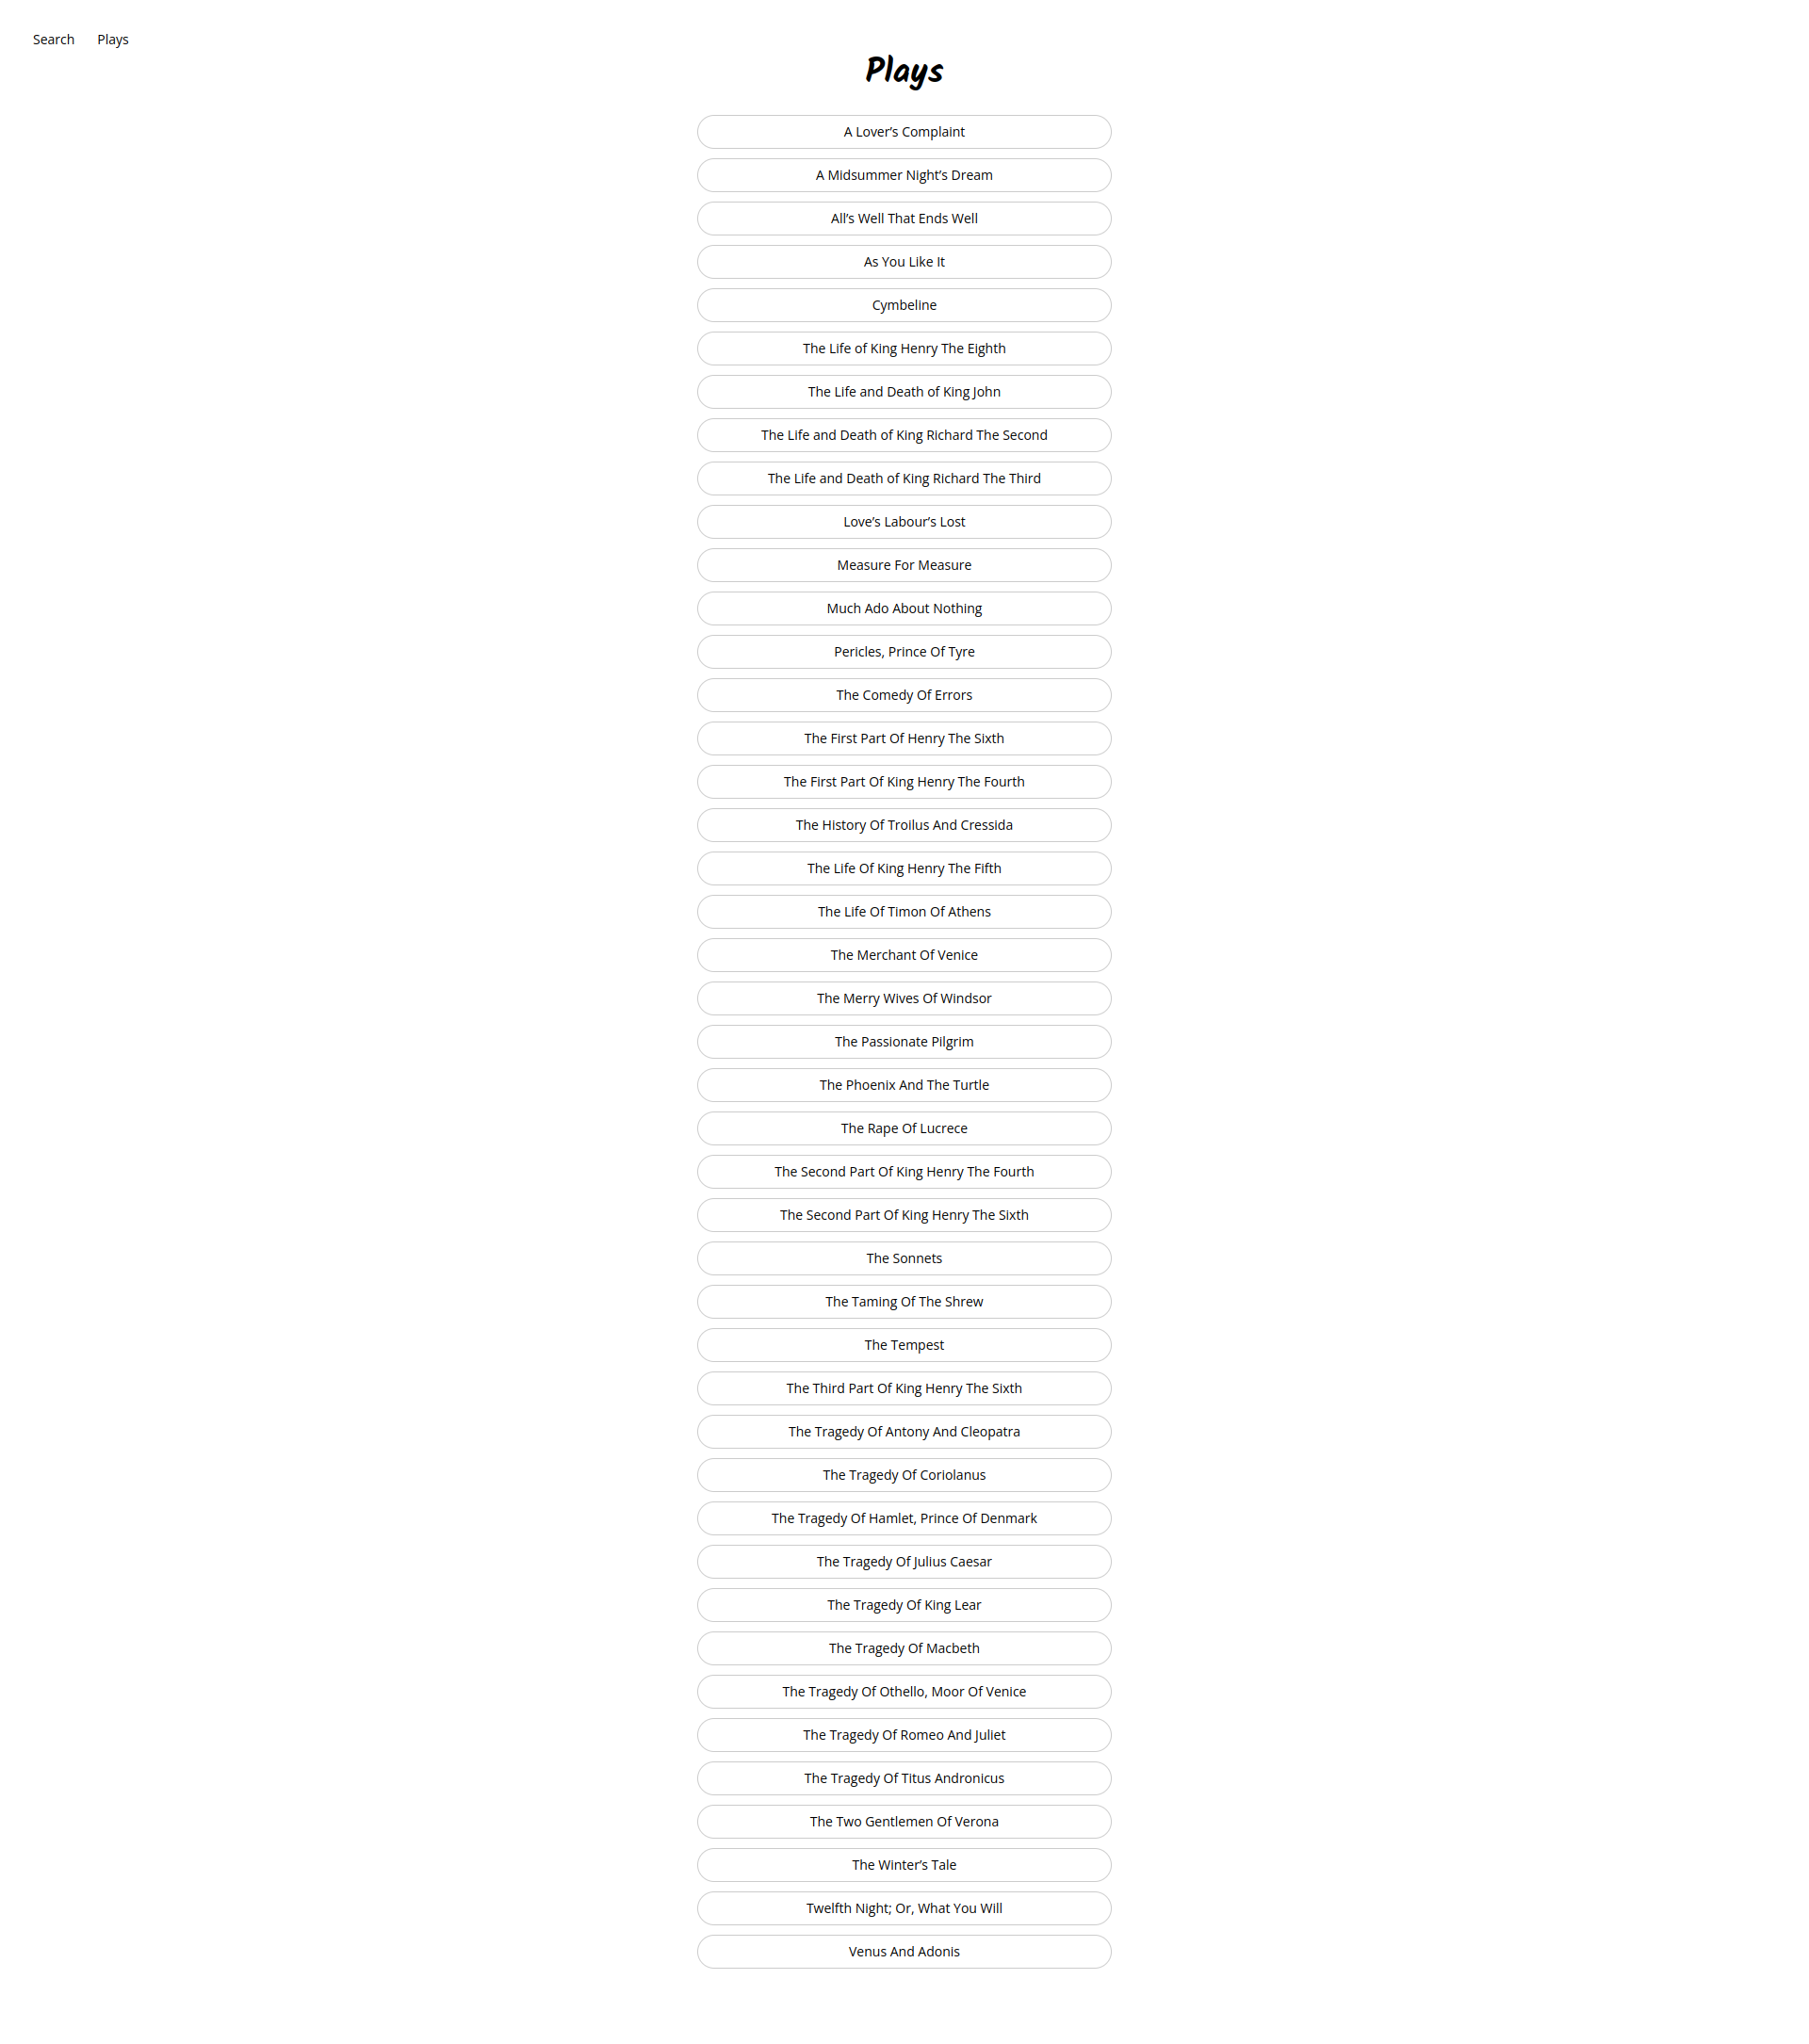 Search Plays
Plays
A Lover’s Complaint
A Midsummer Night’s Dream
All’s Well That Ends Well
As You Like It
Cymbeline
The Life of King Henry The Eighth
The Life and Death of King John
The Life and Death of King Richard The Second
The Life and Death of King Richard The Third
Love’s Labour’s Lost
Measure For Measure
Much Ado About Nothing
Pericles, Prince Of Tyre
The Comedy Of Errors
The First Part Of Henry The Sixth
The First Part Of King Henry The Fourth
The History Of Troilus And Cressida
The Life Of King Henry The Fifth
The Life Of Timon Of Athens
The Merchant Of Venice
The Merry Wives Of Windsor
The Passionate Pilgrim
The Phoenix And The Turtle
The Rape Of Lucrece
The Second Part Of King Henry The Fourth
The Second Part Of King Henry The Sixth
The Sonnets
The Taming Of The Shrew
The Tempest
The Third Part Of King Henry The Sixth
The Tragedy Of Antony And Cleopatra
The Tragedy Of Coriolanus
The Tragedy Of Hamlet, Prince Of Denmark
The Tragedy Of Julius Caesar
The Tragedy Of King Lear
The Tragedy Of Macbeth
The Tragedy Of Othello, Moor Of Venice
The Tragedy Of Romeo And Juliet
The Tragedy Of Titus Andronicus
The Two Gentlemen Of Verona
The Winter’s Tale
Twelfth Night; Or, What You Will
Venus And Adonis